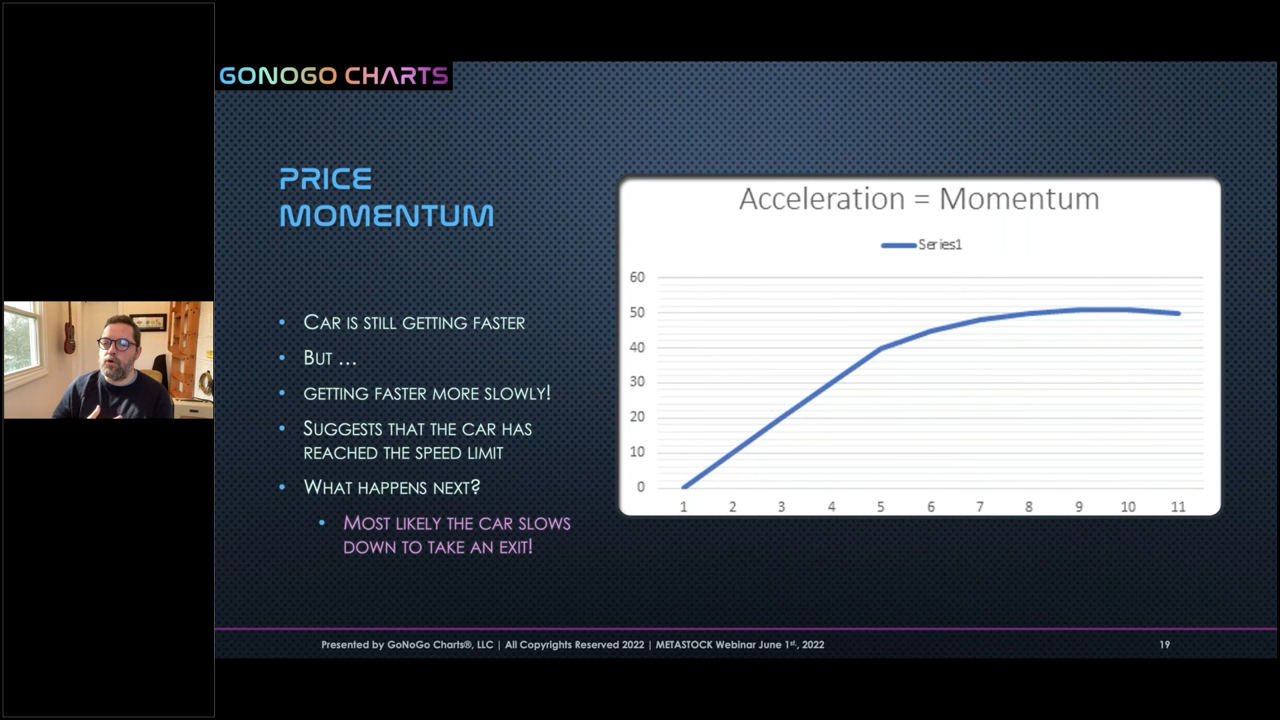 GONOGO CHARTS
PRICE
MOMENTUM
• CAR IS STILL GETTING FASTER
• BUT …
• GETTING FASTER MORE SLOWLY!
• SUGGESTS THAT THE CAR HAS
REACHED THE SPEED LIMIT
• WHAT HAPPENS NEXT?
• MOST LIKELY THE CAR SLOWS
DOWN TO TAKE AN EXIT!
Acceleration = Momentum
Series1
60
50
40
30
20
10
0
1 2 3 4 5 6 7 8 9 10 11
Presented by GoNoGo Charts®, LLC | All Copyrights Reserved 2022 | METASTOCK Webinar June 1st, 2022
19